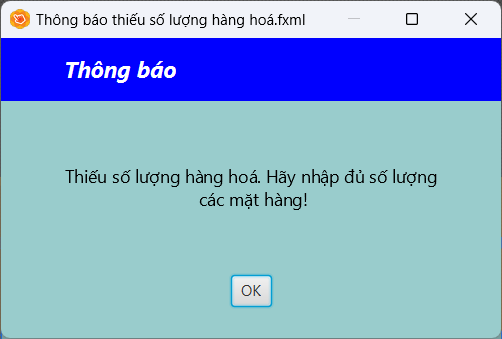 Thông báo thiếu số lượng hàng hoá.fxml
Thông báo
Thiếu số lượng hàng hoá. Hãy nhập đủ số lượng
các mặt hàng!
OK